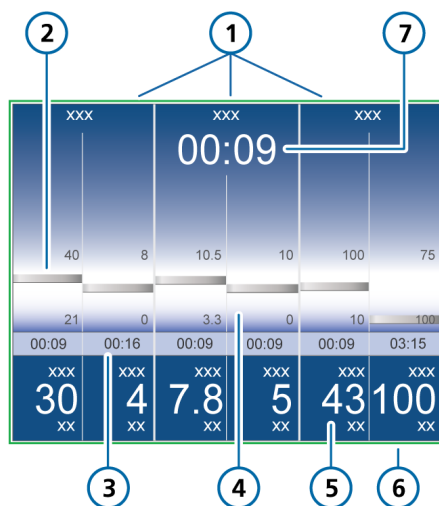 2 1 7
xxx xxx xxx
00:09
40 8 10.5 10 100 75
21 0 3.3 0 10 100
00:09 00:16 00:09 00:09 00:09 03:15
xxx xxx xxx xxx xxx xxx
30 4 7.8 5 43 100
xx xx xx xx xx xx
3 4 5 6